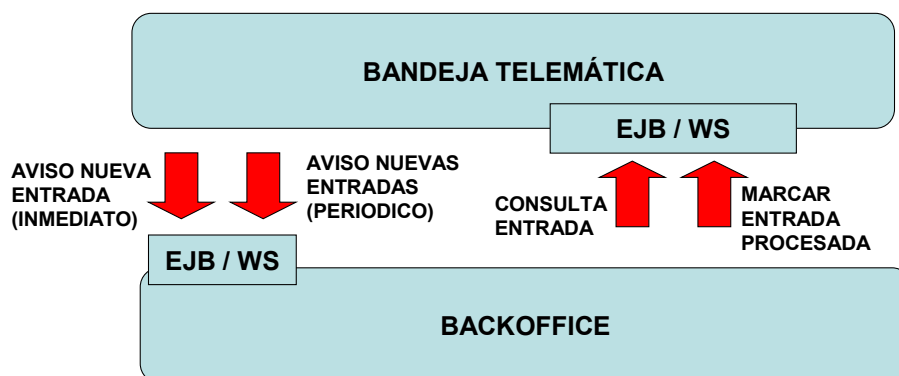 BANDEJA TELEMÁTICA
EJB / WS
AVISO NUEVA
ENTRADA
(INMEDIATO)
AVISO NUEVAS
ENTRADAS
(PERIODICO)
CONSULTA
ENTRADA
MARCAR
ENTRADA
PROCESADA
EJB / WS
BACKOFFICE